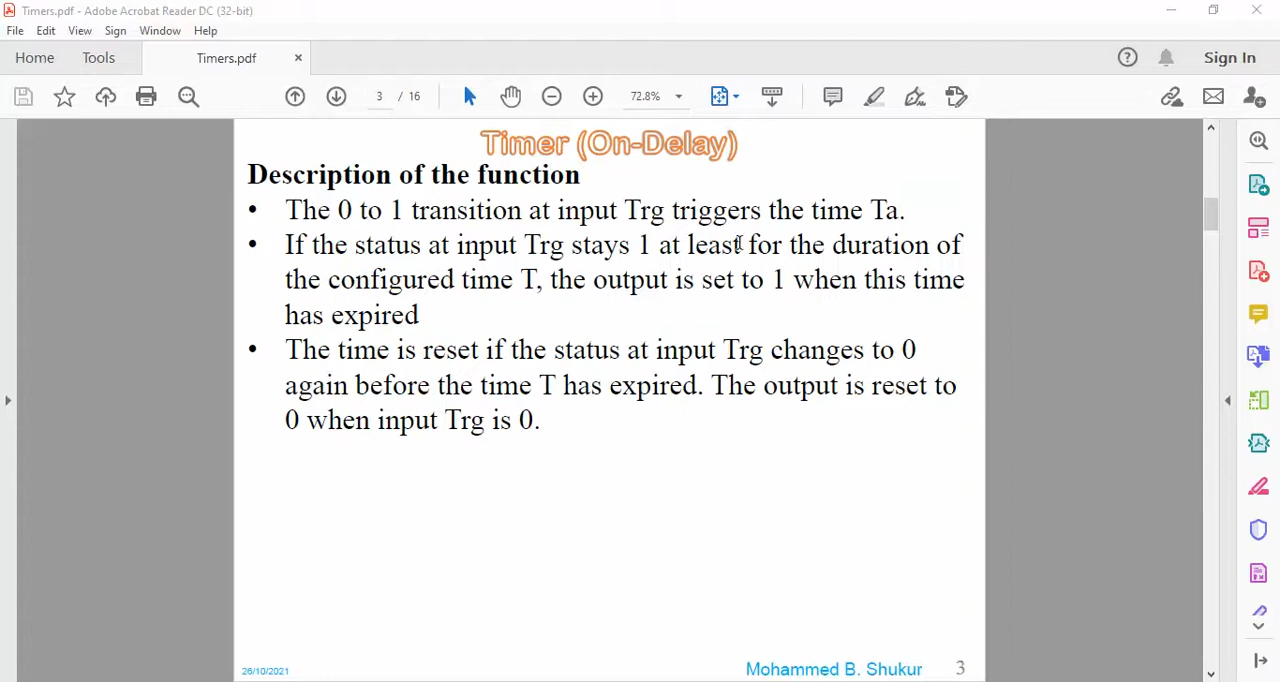 Timers.pdf - Adobe Acrobat Reader DC (32-bit)
File Edit View Sign Window Help
Home Tools Timers.pdf × Sign In
3 / 16 72.8%
Timer (On-Delay)
Description of the function
• The 0 to 1 transition at input Trg triggers the time Ta.
• If the status at input Trg stays 1 at least for the duration of
the configured time T, the output is set to 1 when this time
has expired
• The time is reset if the status at input Trg changes to 0
again before the time T has expired. The output is reset to
0 when input Trg is 0.
26/10/2021 Mohammed B. Shukur 3